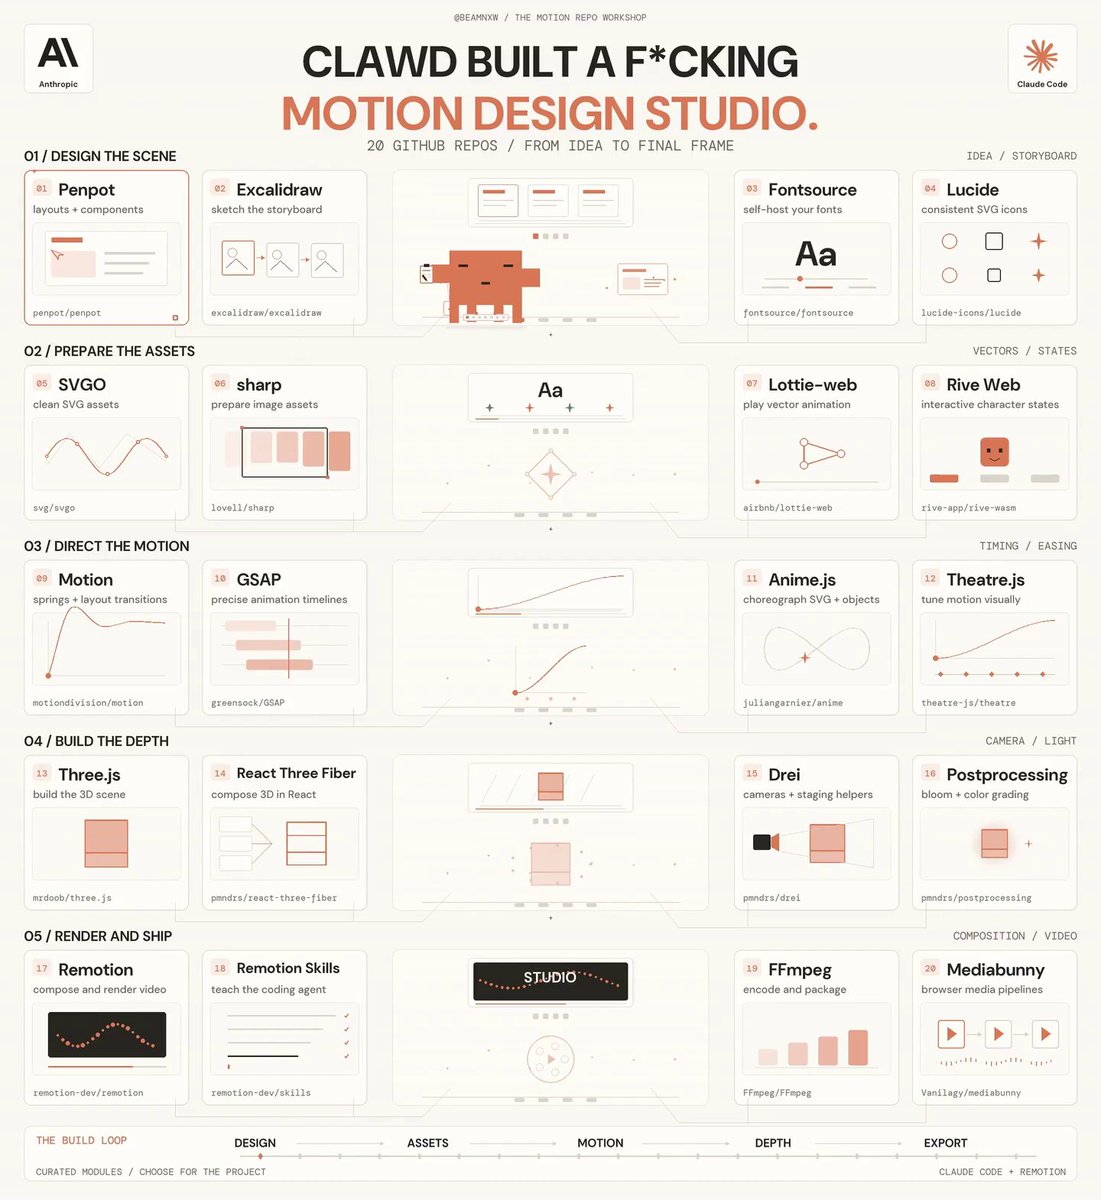 @BEAMNXW / THE MOTION REPO WORKSHOP
Anthropic
Claude Code
CLAWD BUILT A F*CKING
MOTION DESIGN STUDIO.
20 GITHUB REPOS / FROM IDEA TO FINAL FRAME
01 / DESIGN THE SCENE
IDEA / STORYBOARD
01 Penpot
layouts + components
penpot/penpot
02 Excalidraw
sketch the storyboard
excalidraw/excalidraw
03 Fontsource
self-host your fonts
Aa
fontsource/fontsource
04 Lucide
consistent SVG icons
lucide-icons/lucide
02 / PREPARE THE ASSETS
VECTORS / STATES
05 SVGO
clean SVG assets
svg/svgo
06 sharp
prepare image assets
lovell/sharp
Aa
07 Lottie-web
play vector animation
airbnb/lottie-web
08 Rive Web
interactive character states
rive-app/rive-wasm
03 / DIRECT THE MOTION
TIMING / EASING
09 Motion
springs + layout transitions
motiondivision/motion
10 GSAP
precise animation timelines
greensock/GSAP
11 Anime.js
choreograph SVG + objects
juliangarnier/anime
12 Theatre.js
tune motion visually
theatre-js/theatre
04 / BUILD THE DEPTH
CAMERA / LIGHT
13 Three.js
build the 3D scene
mrdoob/three.js
14 React Three Fiber
compose 3D in React
pmndrs/react-three-fiber
15 Drei
cameras + staging helpers
pmndrs/drei
16 Postprocessing
bloom + color grading
pmndrs/postprocessing
05 / RENDER AND SHIP
COMPOSITION / VIDEO
17 Remotion
compose and render video
remotion-dev/remotion
18 Remotion Skills
teach the coding agent
remotion-dev/skills
STUDIO
19 FFmpeg
encode and package
FFmpeg/FFmpeg
20 Mediabunny
browser media pipelines
Vanilagy/mediabunny
THE BUILD LOOP
DESIGN
ASSETS
MOTION
DEPTH
EXPORT
CURATED MODULES / CHOOSE FOR THE PROJECT
CLAUDE CODE + REMOTION